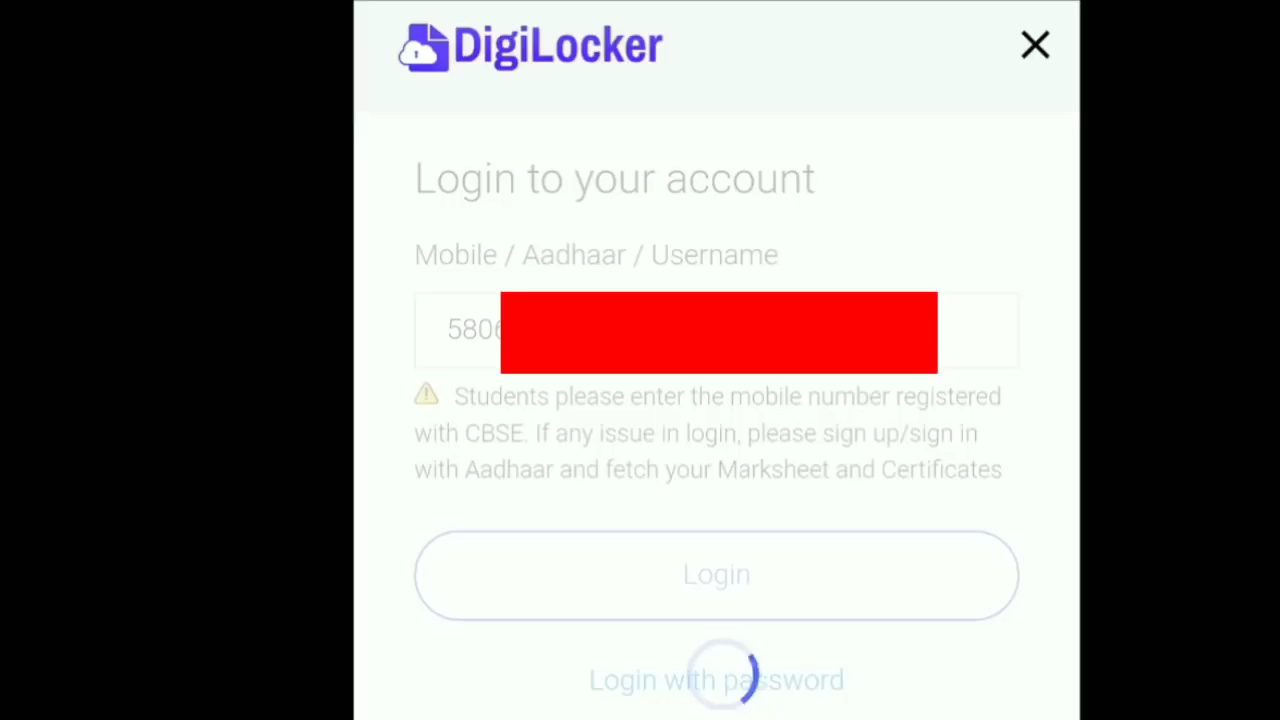 DigiLocker
Login to your account
Mobile / Aadhaar / Username
5806
Students please enter the mobile number registered
with CBSE. If any issue in login, please sign up/sign in
with Aadhaar and fetch your Marksheet and Certificates
Login
Login with password